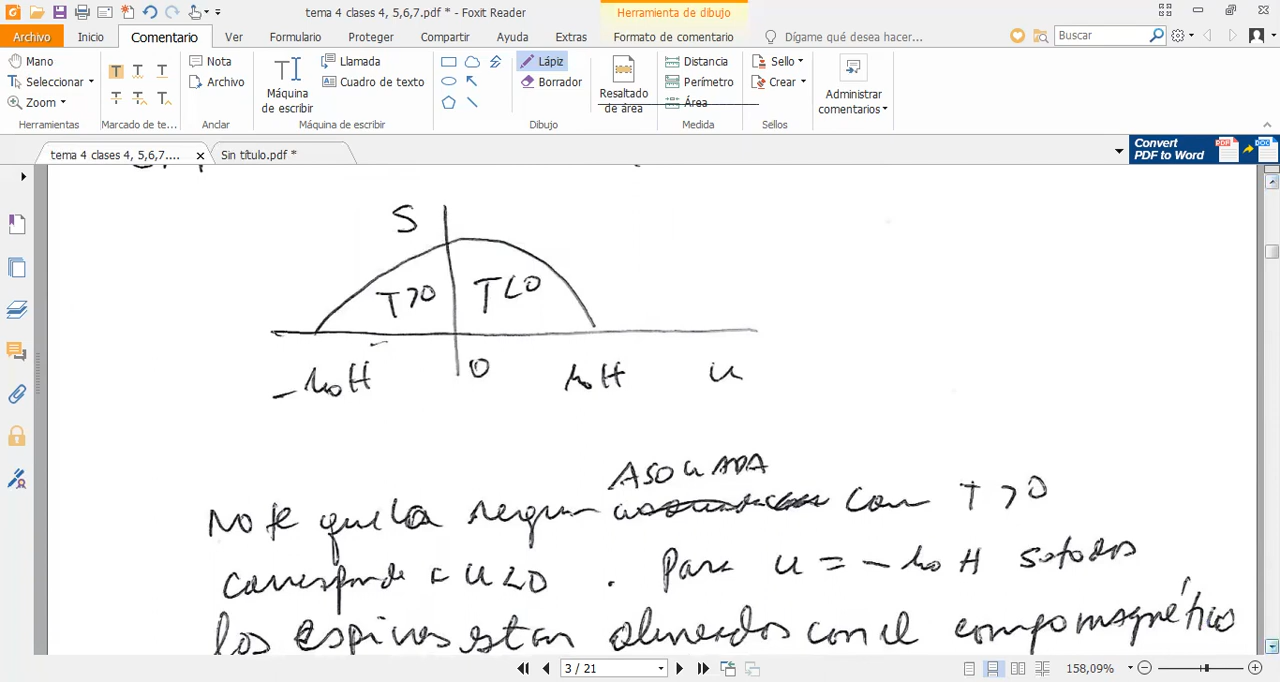 tema 4 clases 4, 5,6,7.pdf * - Foxit Reader
Herramienta de dibujo
Archivo Inicio Comentario Ver Formulario Proteger Compartir Ayuda Extras Formato de comentario Dígame qué desea hacer... Buscar
Mano
Seleccionar
Zoom
Herramientas
T T T
T T T
Marcado de te...
Nota
Archivo
Anclar
Máquina de escribir
Llamada
Cuadro de texto
Máquina de escribir
Lápiz
Borrador
Dibujo
Resaltado de área
Distancia
Perímetro
Área
Medida
Sello
Crear
Sellos
Administrar comentarios
tema 4 clases 4, 5,6,7....
Sin título.pdf *
Convert
PDF to Word
S
T>0 T<0
-μ0H 0 μ0H u
ASOCIADA
Note que la region con T>0
corresponde a u<0 . Para u = -μ0H todos
los espines estan alineados con el campo magnético
3 / 21
158,09%